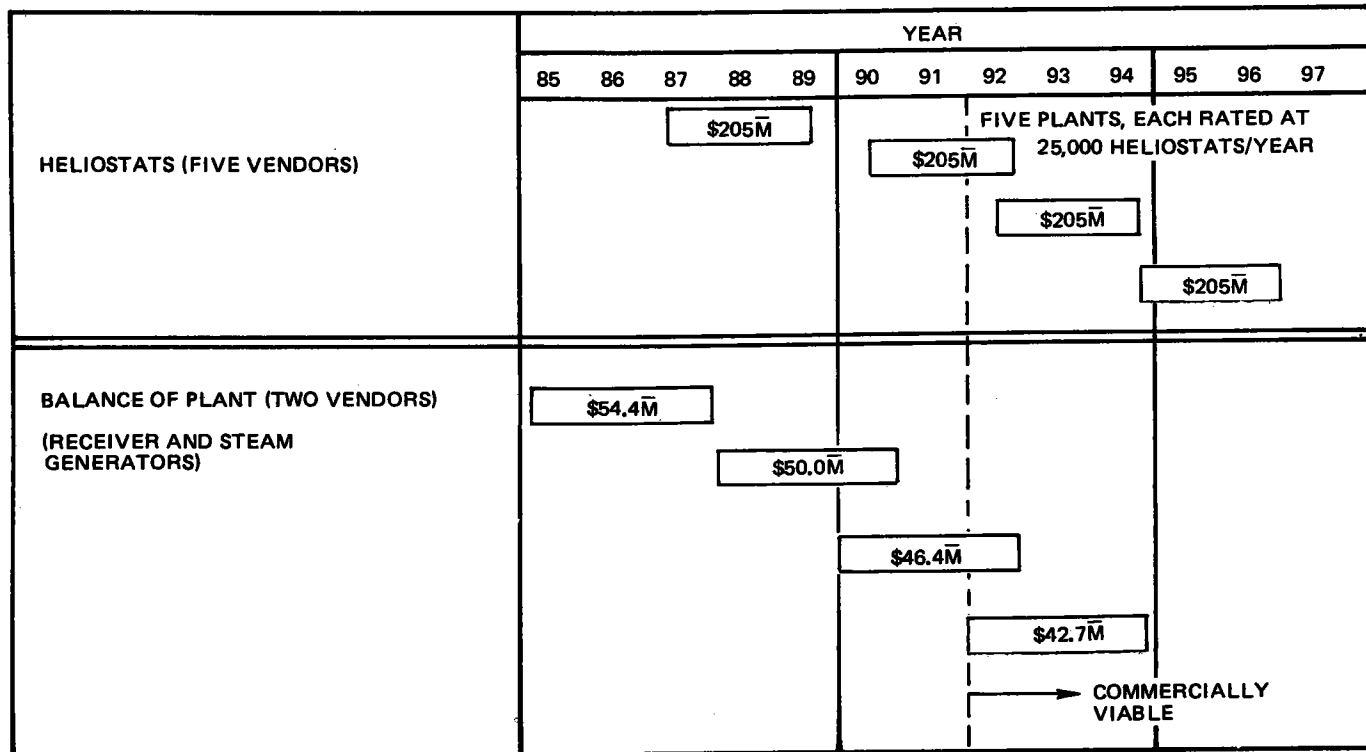 YEAR
85 86 87 88 89 90 91 92 93 94 95 96 97
HELIOSTATS (FIVE VENDORS)
$205M̅
FIVE PLANTS, EACH RATED AT
25,000 HELIOSTATS/YEAR
$205M̅
$205M̅
$205M̅
BALANCE OF PLANT (TWO VENDORS)
(RECEIVER AND STEAM
GENERATORS)
$54.4M̅
$50.0M̅
$46.4M̅
$42.7M̅
COMMERCIALLY
VIABLE